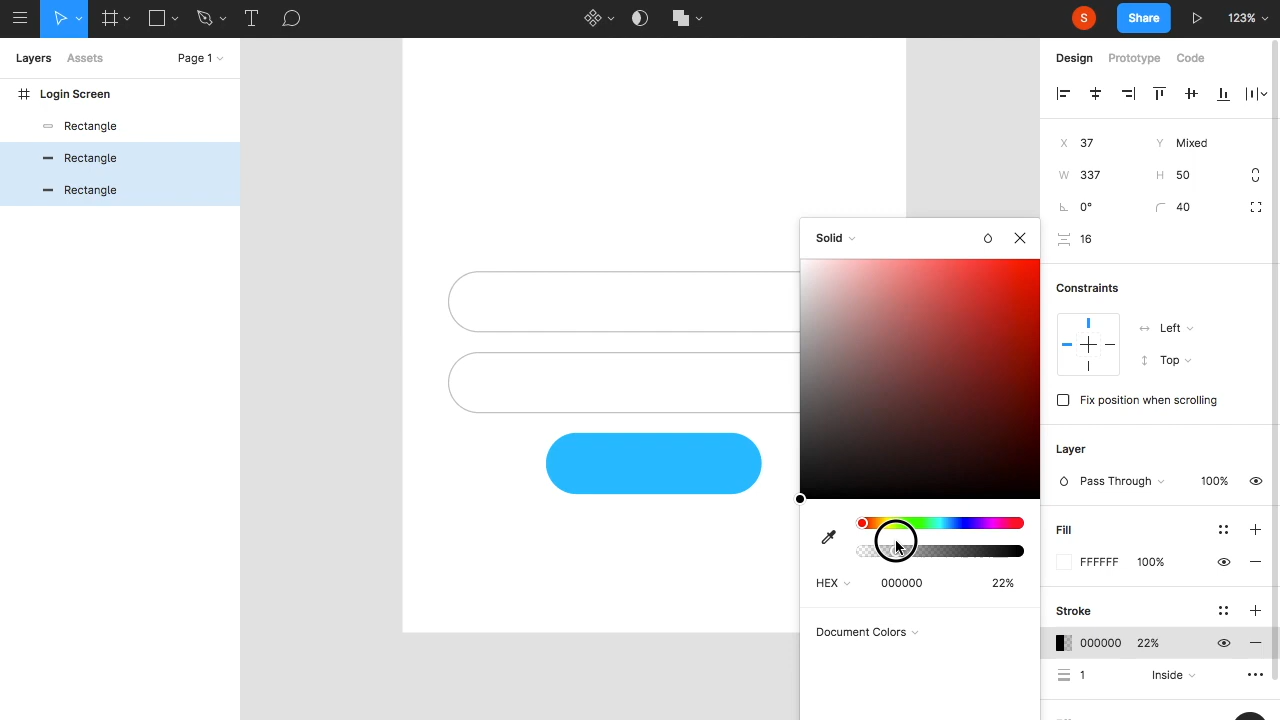 S
Share
123%
Layers Assets Page 1
Login Screen
Rectangle
Rectangle
Rectangle
Solid
HEX 000000 22%
Document Colors
Design Prototype Code
X 37 Y Mixed
W 337 H 50
0° 40
16
Constraints
Left
Top
Fix position when scrolling
Layer
Pass Through 100%
Fill
FFFFFF 100%
Stroke
000000 22%
1 Inside